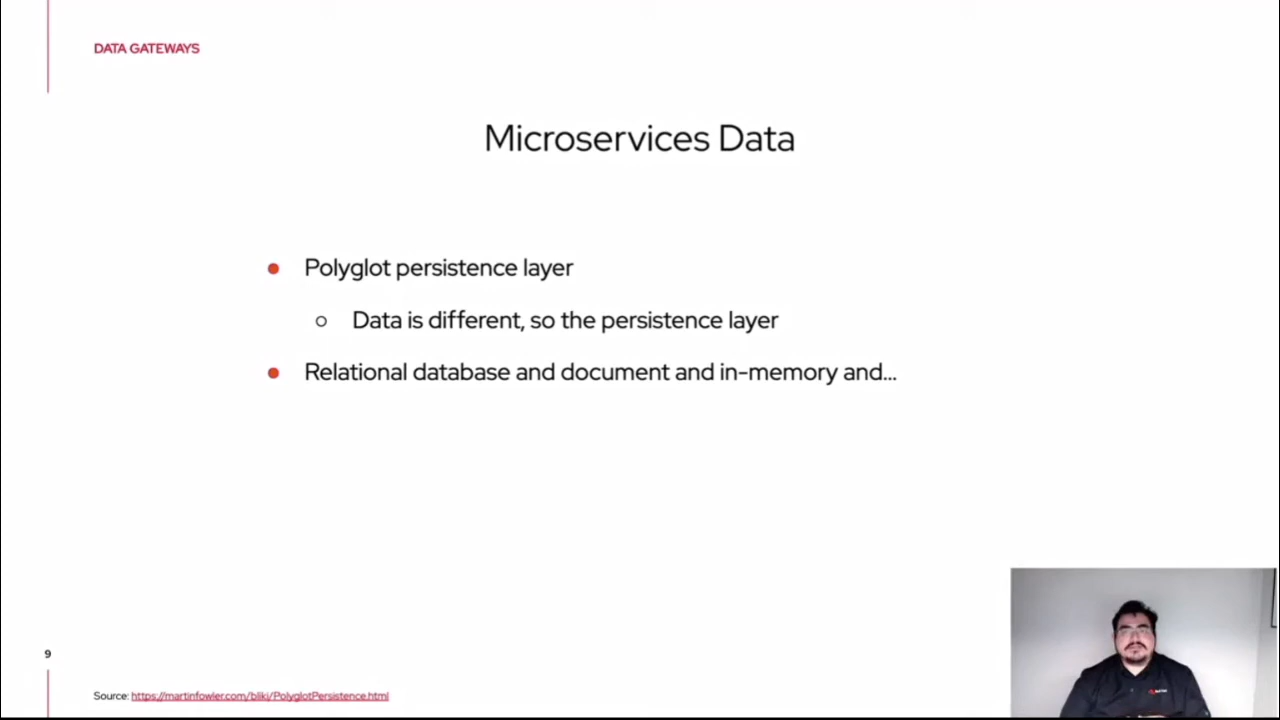 DATA GATEWAYS
Microservices Data
Polyglot persistence layer
Data is different, so the persistence layer
Relational database and document and in-memory and...
9
Source: https://martinfowler.com/bliki/PolyglotPersistence.html